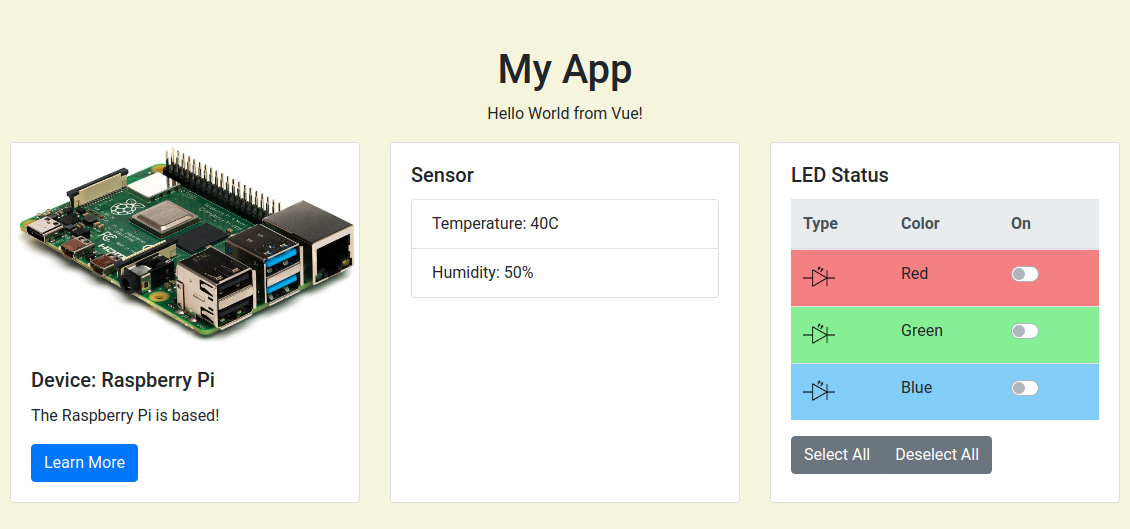 My App
Hello World from Vue!
HDMI
Device: Raspberry Pi
The Raspberry Pi is based!
Learn More
Sensor
Temperature: 40C
Humidity: 50%
LED Status
Type Color On
Red
Green
Blue
Select All Deselect All